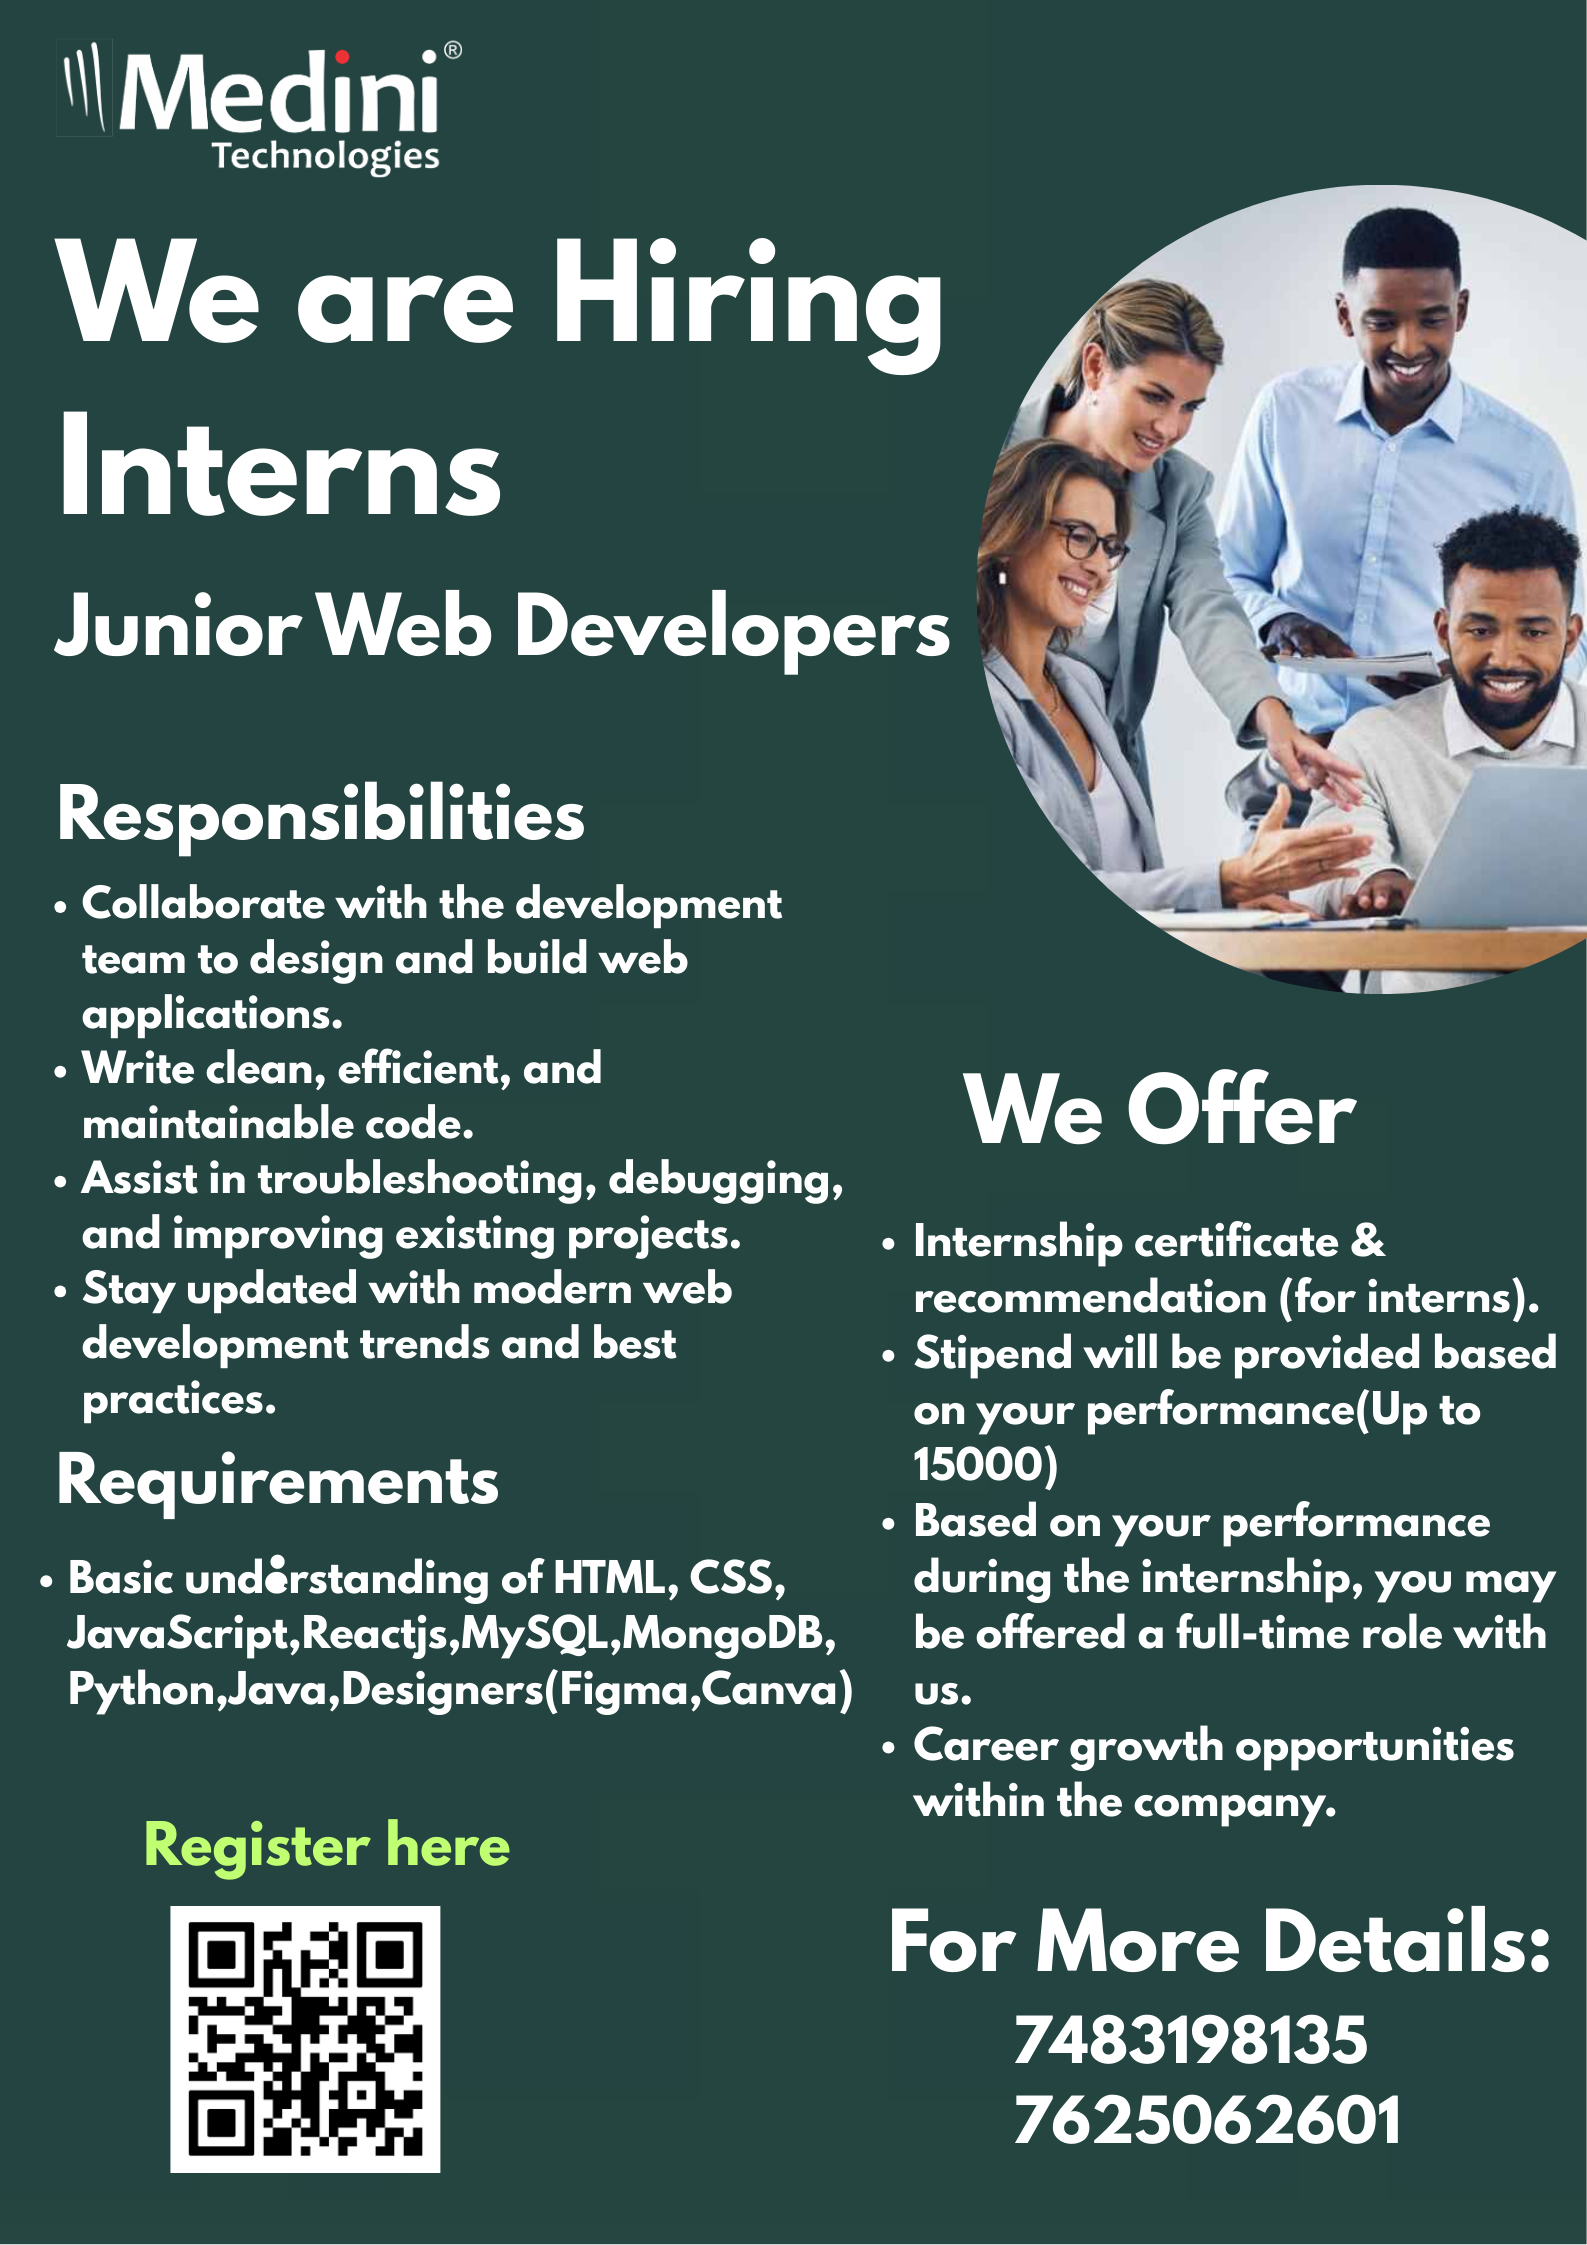 Medini®
Technologies
We are Hiring
Interns
Junior Web Developers
Responsibilities
• Collaborate with the development
team to design and build web
applications.
• Write clean, efficient, and
maintainable code.
• Assist in troubleshooting, debugging,
and improving existing projects.
• Stay updated with modern web
development trends and best
practices.
Requirements
• Basic understanding of HTML, CSS,
JavaScript,Reactjs,MySQL,MongoDB,
Python,Java,Designers(Figma,Canva)
Register here
We Offer
• Internship certificate &
recommendation (for interns).
• Stipend will be provided based
on your performance(Up to
15000)
• Based on your performance
during the internship, you may
be offered a full-time role with
us.
• Career growth opportunities
within the company.
For More Details:
7483198135
7625062601